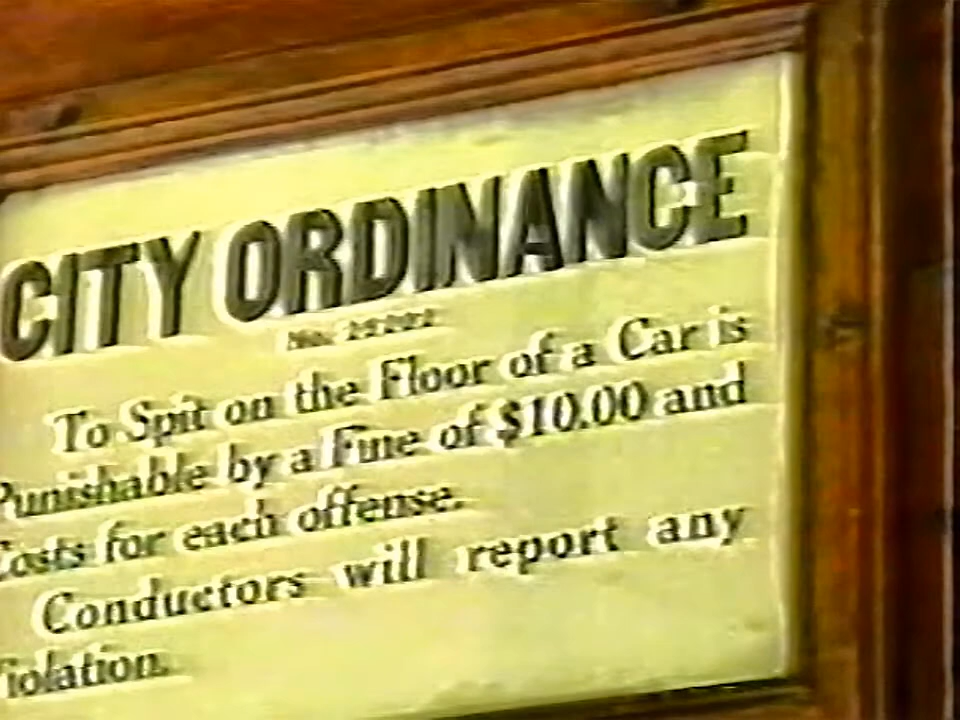 CITY ORDINANCE
To Spit on the Floor of a Car is
Punishable by a Fine of $10.00 and
Costs for each offense.
Conductors will report any
Violation.